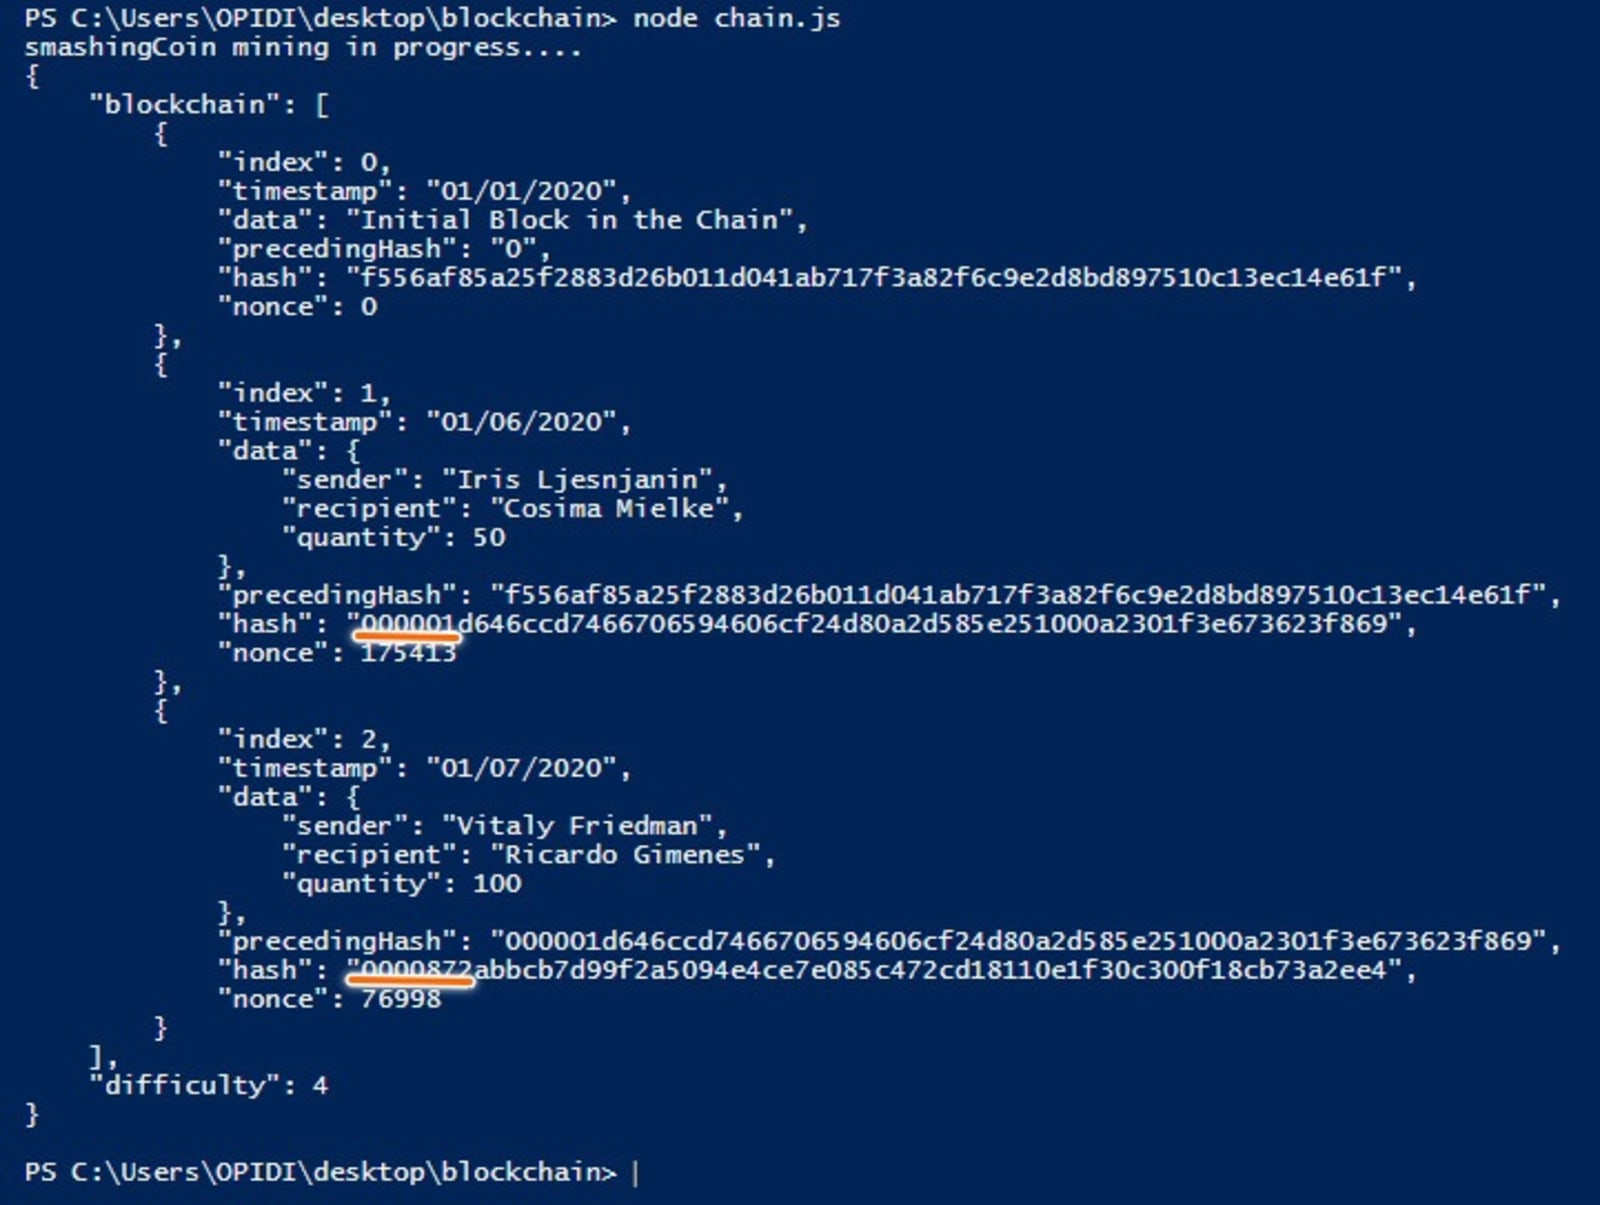 PS C:\Users\OPIDI\desktop\blockchain> node chain.js
smashingCoin mining in progress....
{
    "blockchain": [
        {
            "index": 0,
            "timestamp": "01/01/2020",
            "data": "Initial Block in the Chain",
            "precedingHash": "0",
            "hash": "f556af85a25f2883d26b011d041ab717f3a82f6c9e2d8bd897510c13ec14e61f",
            "nonce": 0
        },
        {
            "index": 1,
            "timestamp": "01/06/2020",
            "data": {
                "sender": "Iris Ljesnjanin",
                "recipient": "Cosima Mielke",
                "quantity": 50
            },
            "precedingHash": "f556af85a25f2883d26b011d041ab717f3a82f6c9e2d8bd897510c13ec14e61f",
            "hash": "000001d646ccd7466706594606cf24d80a2d585e251000a2301f3e673623f869",
            "nonce": 175413
        },
        {
            "index": 2,
            "timestamp": "01/07/2020",
            "data": {
                "sender": "Vitaly Friedman",
                "recipient": "Ricardo Gimenes",
                "quantity": 100
            },
            "precedingHash": "000001d646ccd7466706594606cf24d80a2d585e251000a2301f3e673623f869",
            "hash": "0000872abbcb7d99f2a5094e4ce7e085c472cd18110e1f30c300f18cb73a2ee4",
            "nonce": 76998
        }
    ],
    "difficulty": 4
}
PS C:\Users\OPIDI\desktop\blockchain>